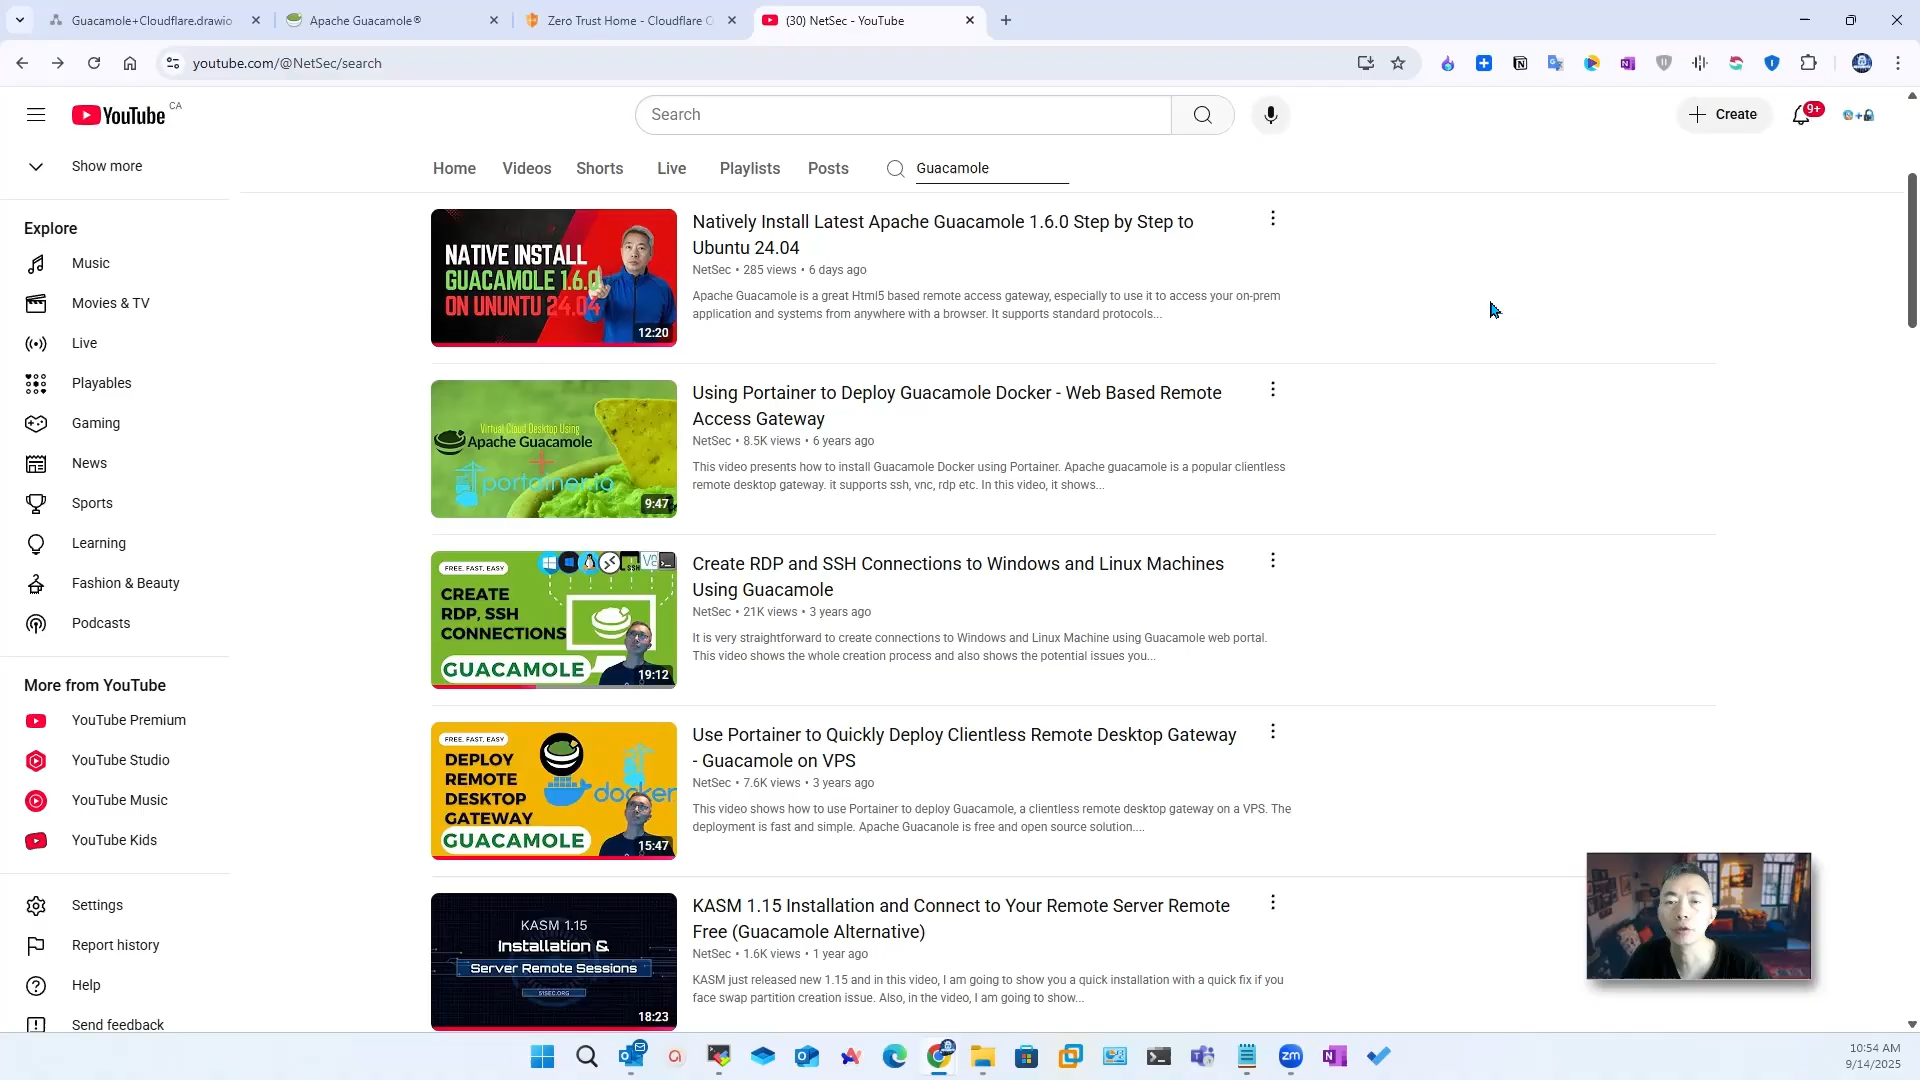 Guacamole+Cloudflare.drawio
Apache Guacamole®
Zero Trust Home - Cloudflare O
(30) NetSec - YouTube
youtube.com/@NetSec/search
YouTube CA
Search
Create
9+
Show more
Home
Videos
Shorts
Live
Playlists
Posts
Guacamole
Explore
Music
Movies & TV
Live
Playables
Gaming
News
Sports
Learning
Fashion & Beauty
Podcasts
More from YouTube
YouTube Premium
YouTube Studio
YouTube Music
YouTube Kids
Settings
Report history
Help
Send feedback
NATIVE INSTALL
GUACAMOLE 1.6.0
ON UNUNTU 24.04
12:20
Natively Install Latest Apache Guacamole 1.6.0 Step by Step to
Ubuntu 24.04
NetSec • 285 views • 6 days ago
Apache Guacamole is a great Html5 based remote access gateway, especially to use it to access your on-prem
application and systems from anywhere with a browser. It supports standard protocols...
Virtual Cloud Desktop Using
Apache Guacamole
+
portainer.io
9:47
Using Portainer to Deploy Guacamole Docker - Web Based Remote
Access Gateway
NetSec • 8.5K views • 6 years ago
This video presents how to install Guacamole Docker using Portainer. Apache guacamole is a popular clientless
remote desktop gateway. it supports ssh, vnc, rdp etc. In this video, it shows...
FREE. FAST. EASY
SSH
CREATE
RDP, SSH
CONNECTIONS
GUACAMOLE
19:12
Create RDP and SSH Connections to Windows and Linux Machines
Using Guacamole
NetSec • 21K views • 3 years ago
It is very straightforward to create connections to Windows and Linux Machine using Guacamole web portal.
This video shows the whole creation process and also shows the potential issues you...
FREE. FAST. EASY
DEPLOY
REMOTE
DESKTOP
GATEWAY
GUACAMOLE
docker
15:47
Use Portainer to Quickly Deploy Clientless Remote Desktop Gateway
- Guacamole on VPS
NetSec • 7.6K views • 3 years ago
This video shows how to use Portainer to deploy Guacamole, a clientless remote desktop gateway on a VPS. The
deployment is fast and simple. Apache Guacanole is free and open source solution....
KASM 1.15
Installation &
Server Remote Sessions
51SEC.ORG
18:23
KASM 1.15 Installation and Connect to Your Remote Server Remote
Free (Guacamole Alternative)
NetSec • 1.6K views • 1 year ago
KASM just released new 1.15 and in this video, I am going to show you a quick installation with a quick fix if you
face swap partition creation issue. Also, in the video, I am going to show...
zm
10:54 AM
9/14/2025